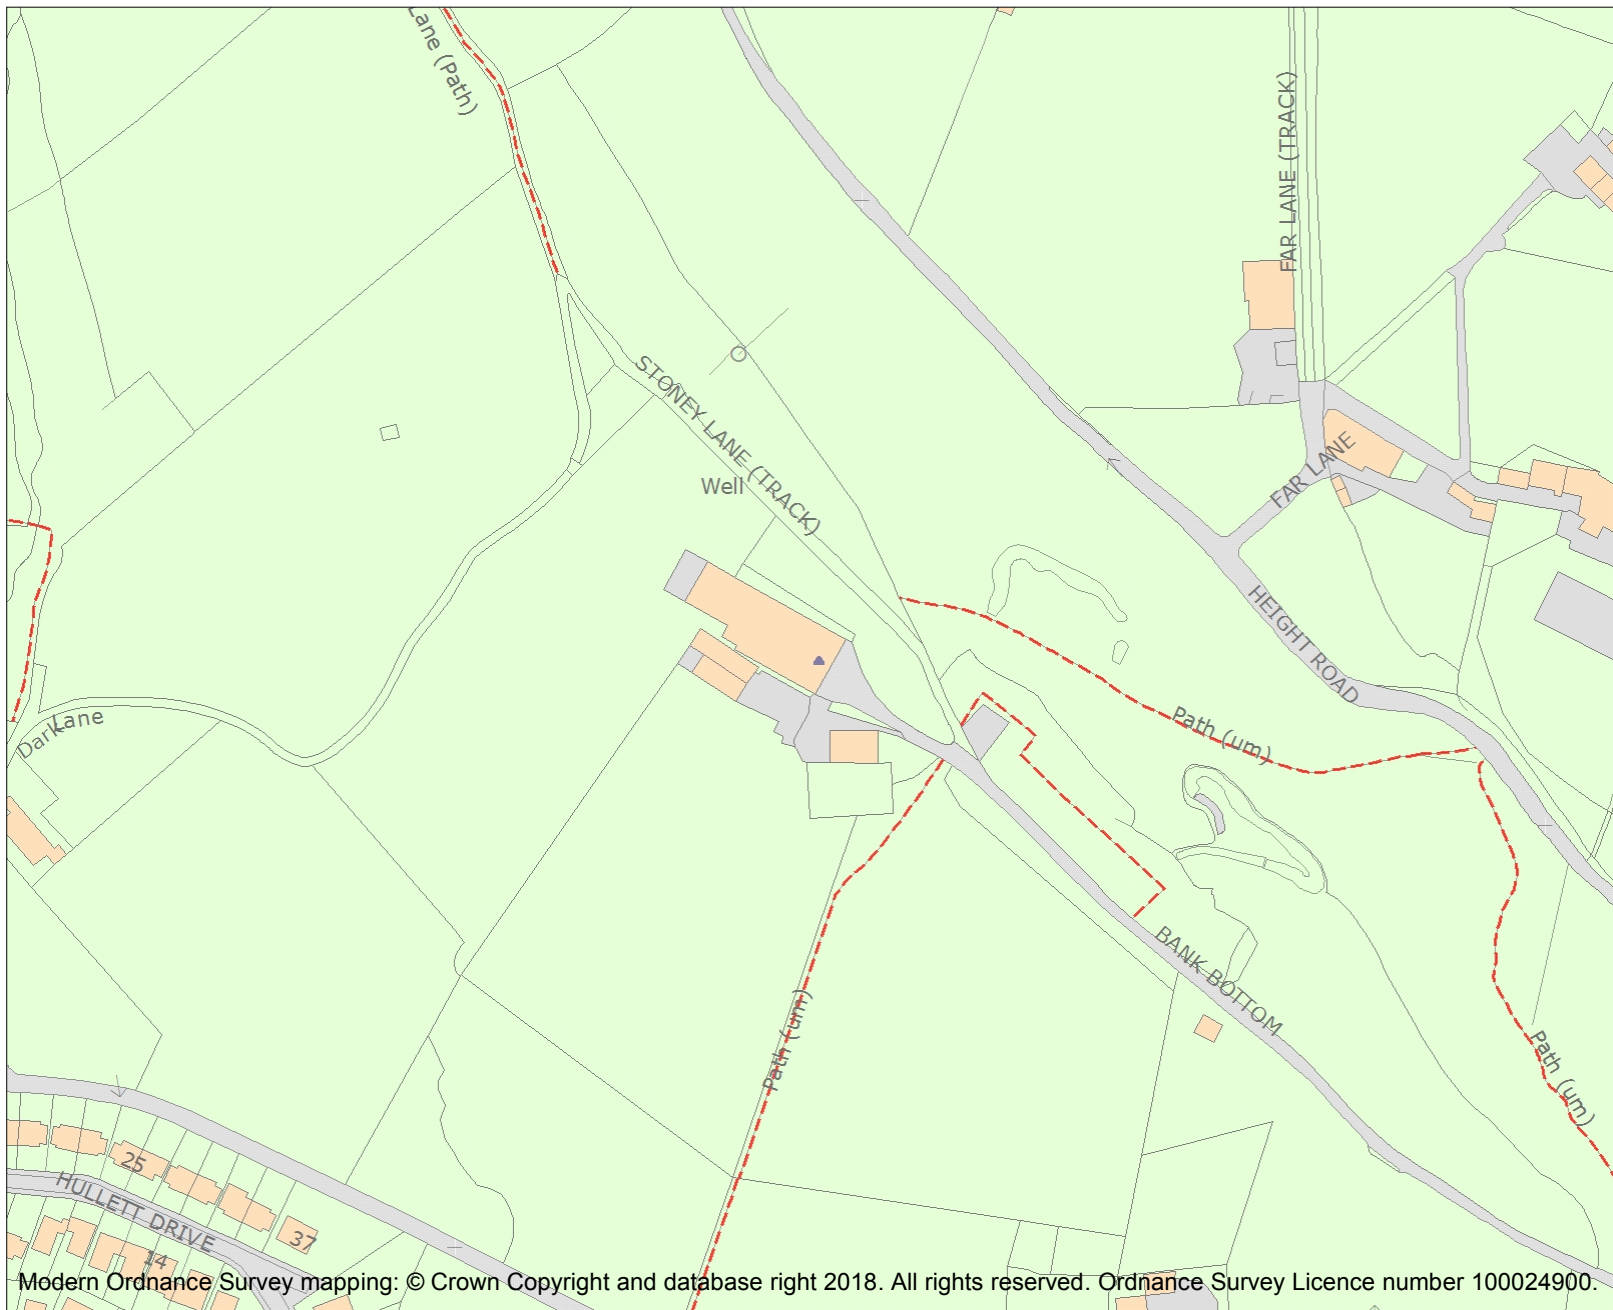 Lane (Path)
FAR LANE (TRACK)
STONEY LANE (TRACK)
Well
FAR LANE
HEIGHT ROAD
Dark Lane
Path (um)
BANK BOTTOM
Path (um)
Path (um)
25
HULLETT DRIVE
37
14
Modern Ordnance Survey mapping: © Crown Copyright and database right 2018. All rights reserved. Ordnance Survey Licence number 100024900.